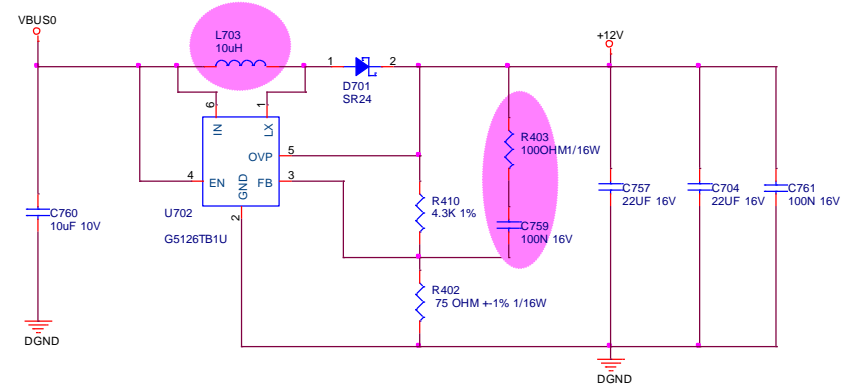 VBUS0
L703
10uH
+12V
1
2
D701
SR24
6
1
IN
LX
R403
100OHM1/16W
OVP
5
4
EN
GND
FB
3
C757
22UF 16V
C704
22UF 16V
C761
100N 16V
R410
4.3K 1%
C760
10uF 10V
U702
2
C759
100N 16V
G5126TB1U
R402
75 OHM +-1% 1/16W
DGND
DGND